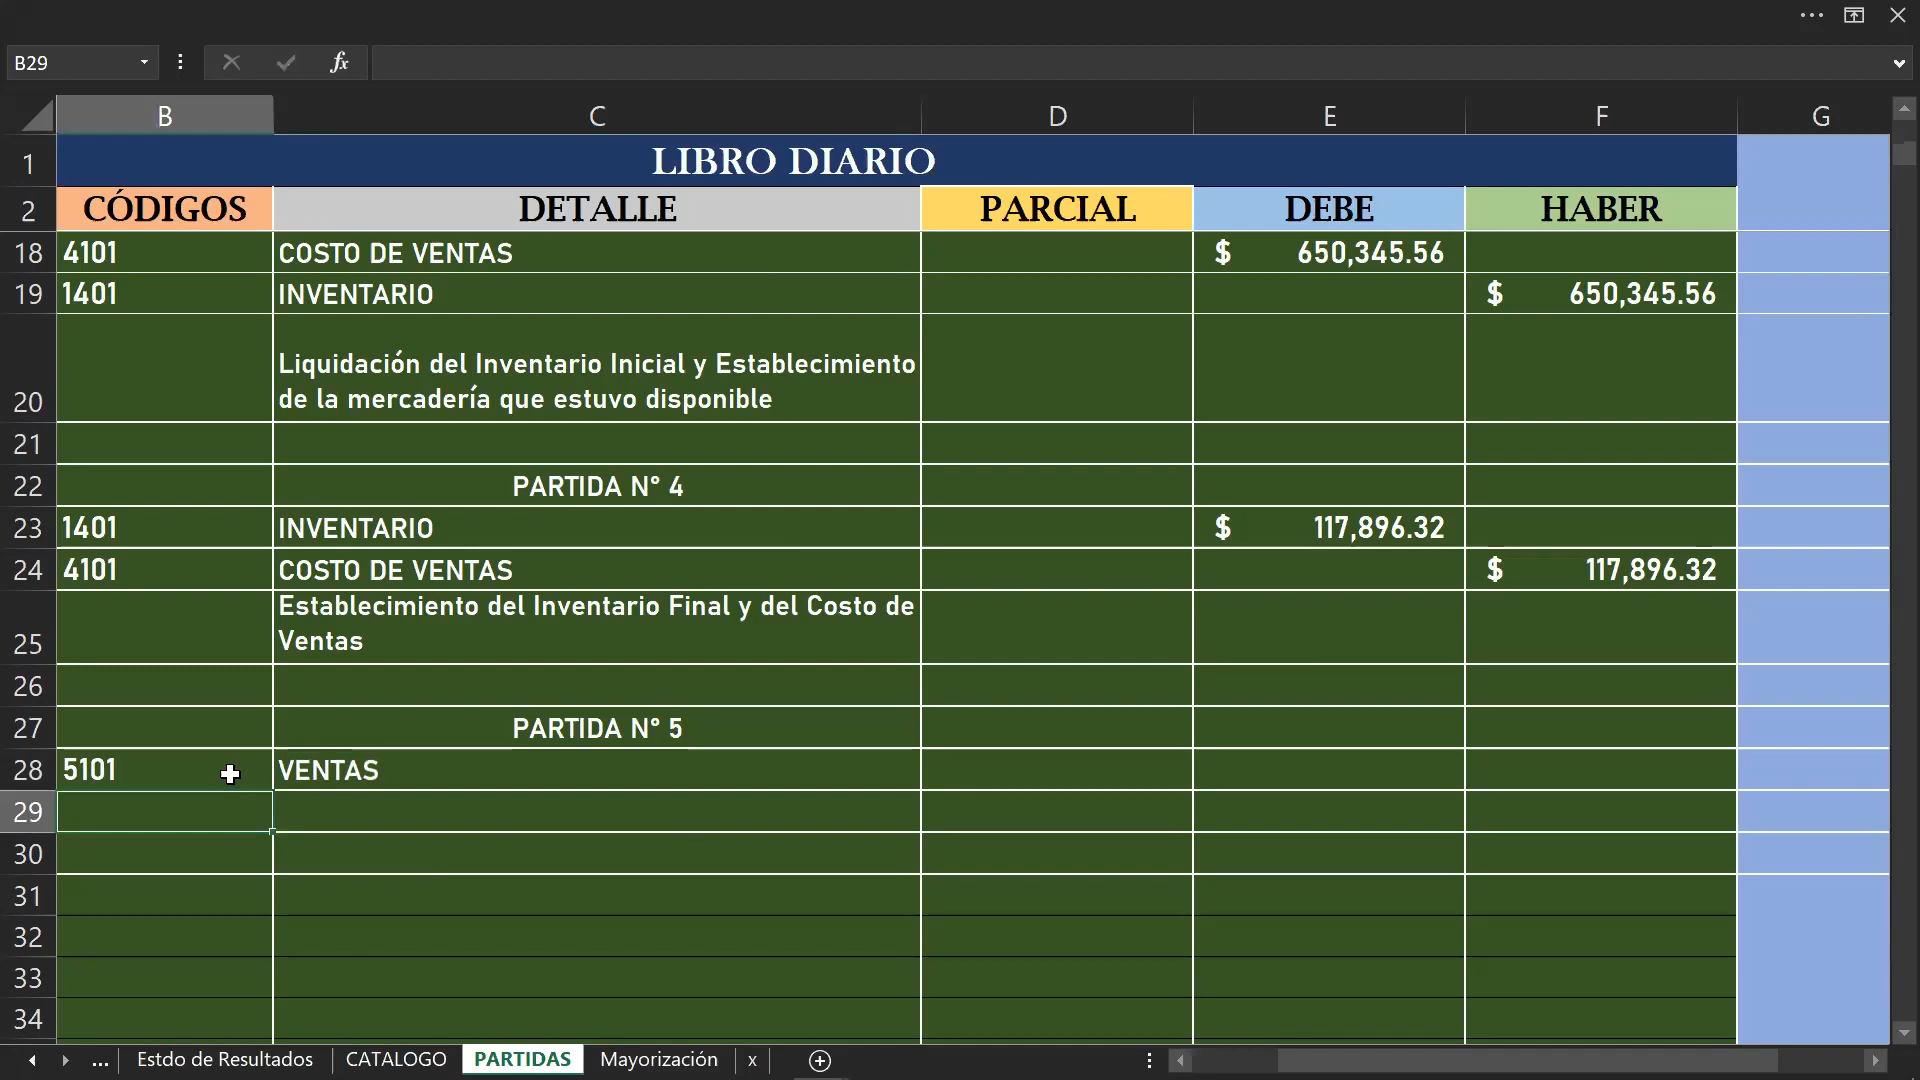 B29
fx
B C D E F G
1 LIBRO DIARIO
2 CÓDIGOS DETALLE PARCIAL DEBE HABER
18 4101 COSTO DE VENTAS $ 650,345.56
19 1401 INVENTARIO $ 650,345.56
Liquidación del Inventario Inicial y Establecimiento
20 de la mercadería que estuvo disponible
21
22 PARTIDA N° 4
23 1401 INVENTARIO $ 117,896.32
24 4101 COSTO DE VENTAS $ 117,896.32
Establecimiento del Inventario Final y del Costo de
25 Ventas
26
27 PARTIDA N° 5
28 5101 VENTAS
29
30
31
32
33
34
... Estdo de Resultados CATALOGO PARTIDAS Mayorización x